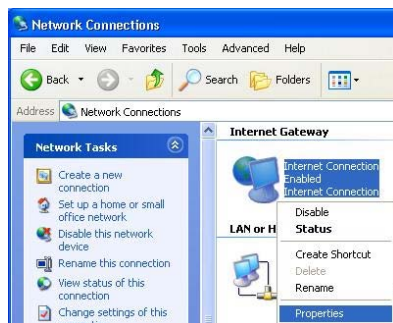 Network Connections
File Edit View Favorites Tools Advanced Help
Back Search Folders
Address Network Connections
Network Tasks
Create a new
connection
Set up a home or small
office network
Disable this network
device
Rename this connection
View status of this
connection
Change settings of this
Internet Gateway
Internet Connection
Enabled
Internet Connection
LAN or H
Disable
Status
Create Shortcut
Delete
Rename
Properties